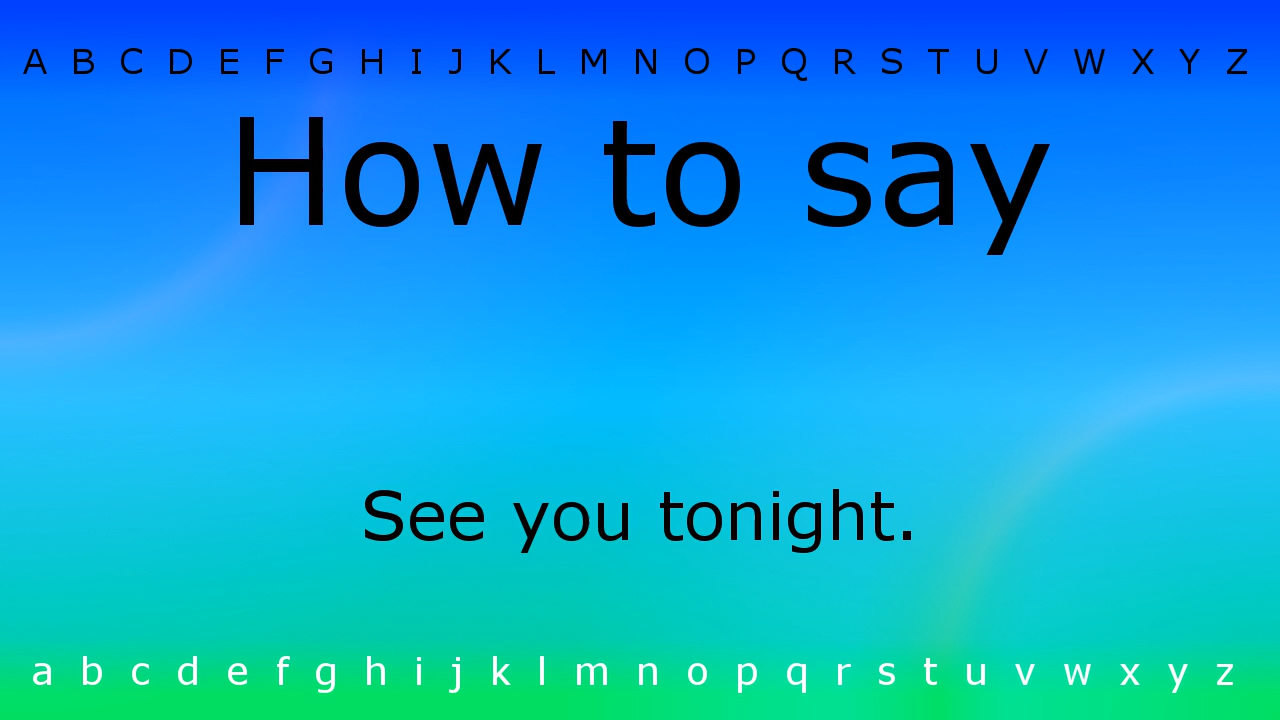 A B C D E F G H I J K L M N O P Q R S T U V W X Y Z
How to say
See you tonight.
a b c d e f g h i j k l m n o p q r s t u v w x y z